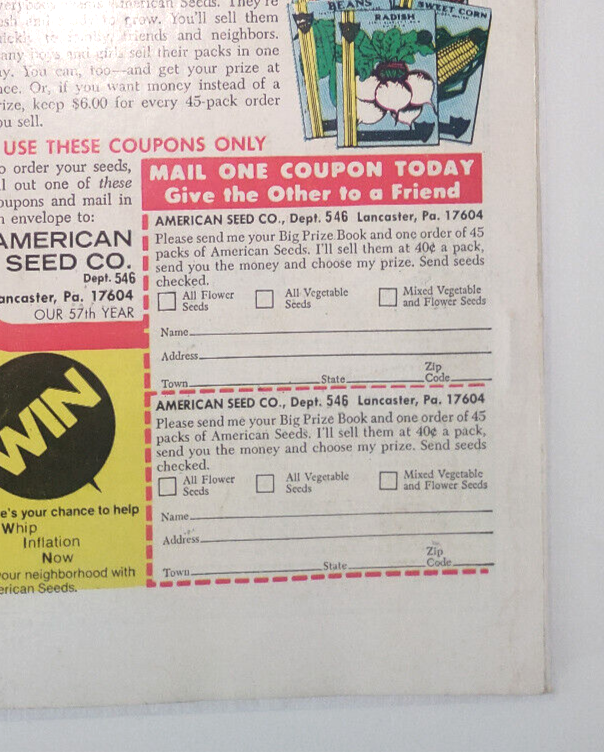 American Seeds. They're
grow. You'll sell them
friends and neighbors.
boys and girls sell their packs in one
You can, too—and get your prize at
Or, if you want money instead of a
keep $6.00 for every 45-pack order
sell.
BEANS
RADISH
SWEET CORN
USE THESE COUPONS ONLY
order your seeds,
out one of these
and mail in
envelope to:
AMERICAN
SEED CO.
Dept. 546
Pa. 17604
OUR 57th YEAR
MAIL ONE COUPON TODAY
Give the Other to a Friend
AMERICAN SEED CO., Dept. 546 Lancaster, Pa. 17604
Please send me your Big Prize Book and one order of 45
packs of American Seeds. I'll sell them at 40¢ a pack,
send you the money and choose my prize. Send seeds
checked.
All Flower Seeds
All Vegetable Seeds
Mixed Vegetable and Flower Seeds
Name
Address
Town State Zip Code
AMERICAN SEED CO., Dept. 546 Lancaster, Pa. 17604
Please send me your Big Prize Book and one order of 45
packs of American Seeds. I'll sell them at 40¢ a pack,
send you the money and choose my prize. Send seeds
checked.
All Flower Seeds
All Vegetable Seeds
Mixed Vegetable and Flower Seeds
Name
Address
Town State Zip Code
WIN
your chance to help
Whip
Inflation
Now
neighborhood with
Seeds.